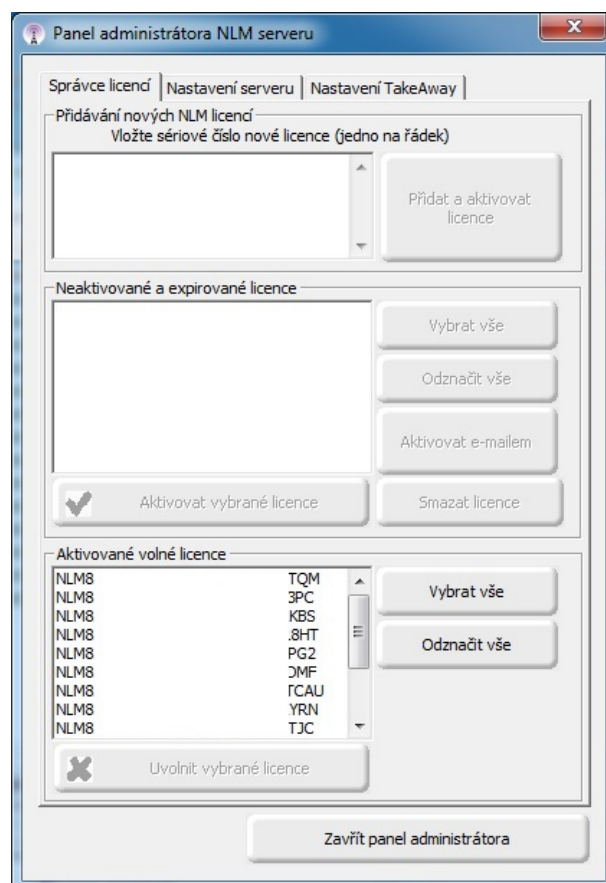 Panel administrátora NLM serveru
Správce licencí
Nastavení serveru
Nastavení TakeAway
Přidávání nových NLM licencí
Vložte sériové číslo nové licence (jedno na řádek)
Přidat a aktivovat
licence
Neaktivované a expirované licence
Vybrat vše
Odznačit vše
Aktivovat e-mailem
Aktivovat vybrané licence
Smazat licence
Aktivované volné licence
NLM8 TQM
NLM8 3PC
NLM8 KBS
NLM8 .8HT
NLM8 PG2
NLM8 OMF
NLM8 TCAU
NLM8 YRN
NLM8 TJC
Vybrat vše
Odznačit vše
Uvolnit vybrané licence
Zavřít panel administrátora